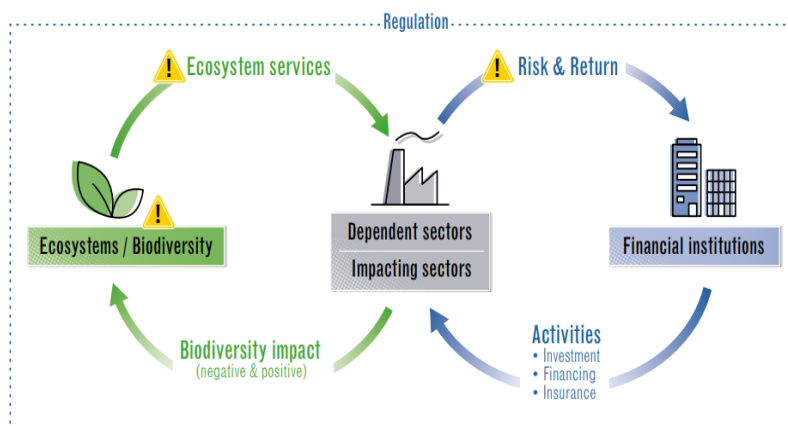 Regulation
! Ecosystem services
! Risk & Return
!
Ecosystems / Biodiversity
Dependent sectors
Impacting sectors
Financial institutions
Biodiversity impact
(negative & positive)
Activities
• Investment
• Financing
• Insurance